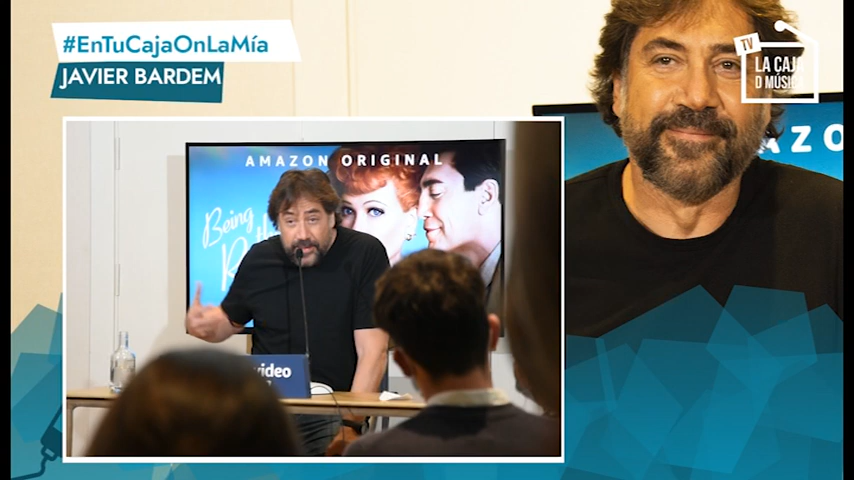 #EnTuCajaOnLaMía
JAVIER BARDEM
TV
LA CAJA
D MÚSICA
AMAZON ORIGINAL
Being
video
AZO